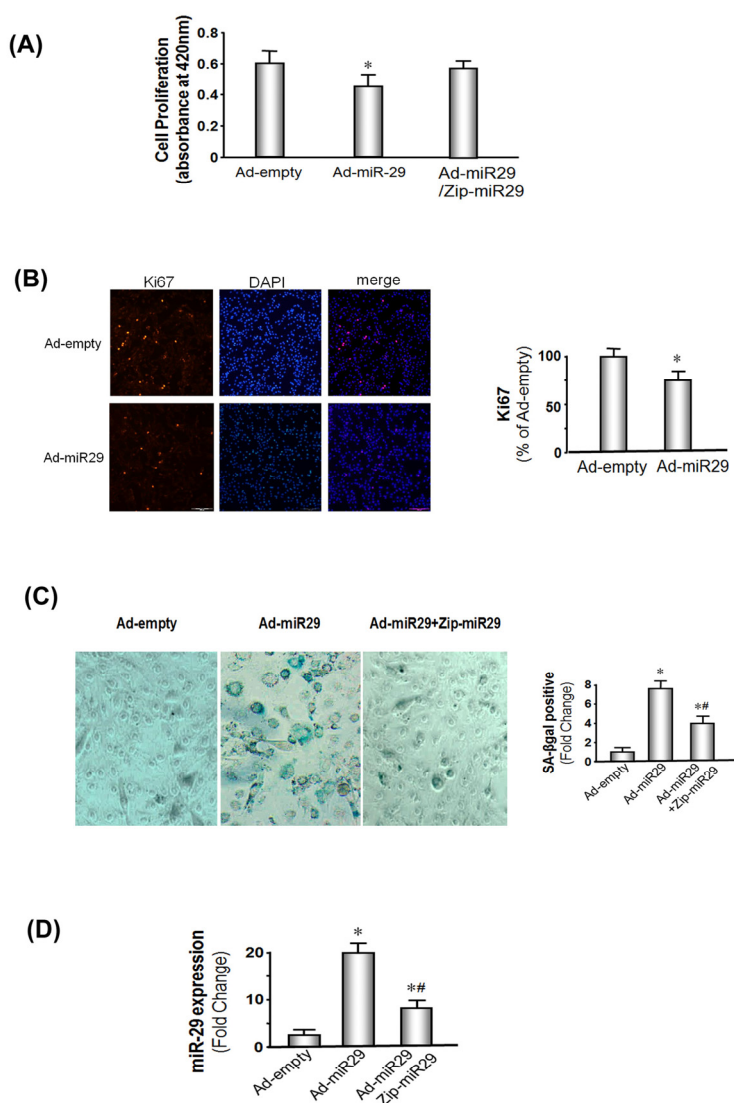 (A)
Cell Proliferation
(absorbance at 420nm)
0.8
0.6
0.4
0.2
0
*
Ad-empty
Ad-miR-29
Ad-miR29
/Zip-miR29
(B)
Ki67
DAPI
merge
Ad-empty
Ad-miR29
Ki67
(% of Ad-empty)
100
75
50
0
*
Ad-empty
Ad-miR29
(C)
Ad-empty
Ad-miR29
Ad-miR29+Zip-miR29
SA-βgal positive
(Fold Change)
8
6
4
2
0
*
*#
Ad-empty
Ad-miR29
Ad-miR29
+Zip-miR29
(D)
miR-29 expression
(Fold Change)
20
10
0
*
*#
Ad-empty
Ad-miR29
Ad-miR29
Zip-miR29